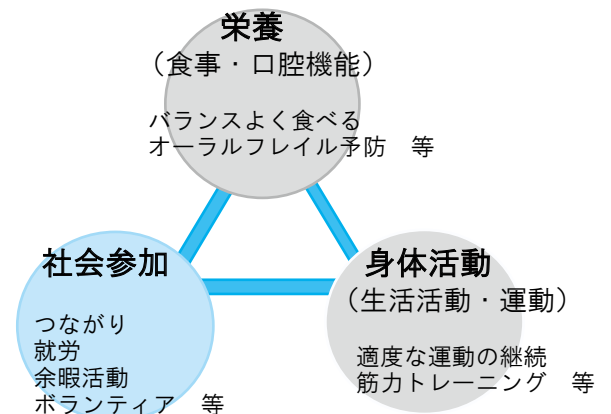 栄養
(食事・口腔機能)
バランスよく食べる
オーラルフレイル予防　等
社会参加
つながり
就労
余暇活動
ボランティア　等
身体活動
(生活活動・運動)
適度な運動の継続
筋力トレーニング　等